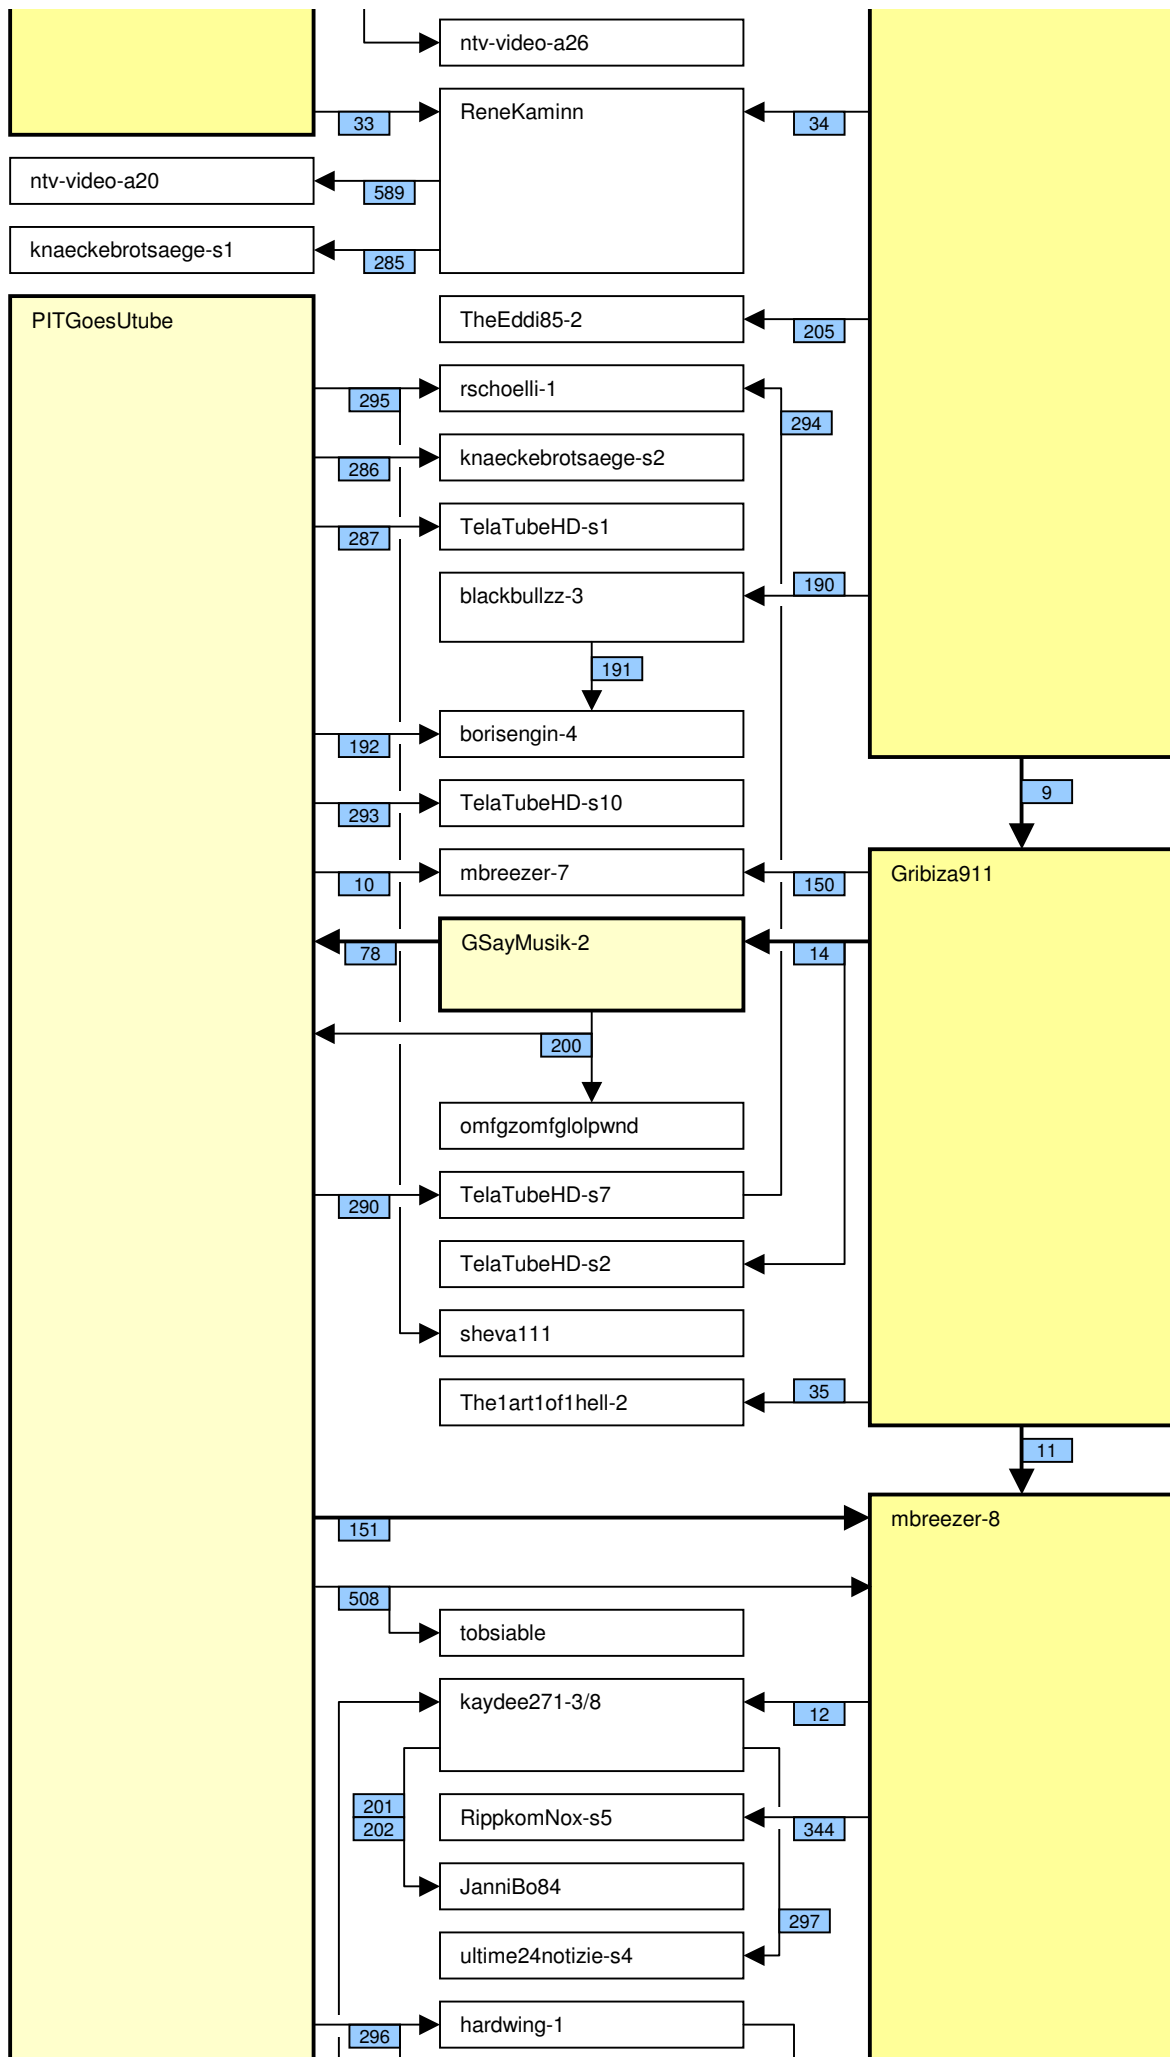 ntv-video-a26
ReneKaminn
33
34
ntv-video-a20
589
knaeckebrotsaege-s1
285
PITGoesUtube
TheEddi85-2
205
rschoelli-1
295
294
knaeckebrotsaege-s2
286
TelaTubeHD-s1
287
blackbullzz-3
190
191
borisengin-4
192
9
TelaTubeHD-s10
293
mbreezer-7
Gribiza911
10
150
GSayMusik-2
78
14
200
omfgzomfglolpwnd
TelaTubeHD-s7
290
TelaTubeHD-s2
sheva111
The1art1of1hell-2
35
11
mbreezer-8
151
508
tobsiable
kaydee271-3/8
12
201
RippkomNox-s5
202
344
JanniBo84
297
ultime24notizie-s4
hardwing-1
296